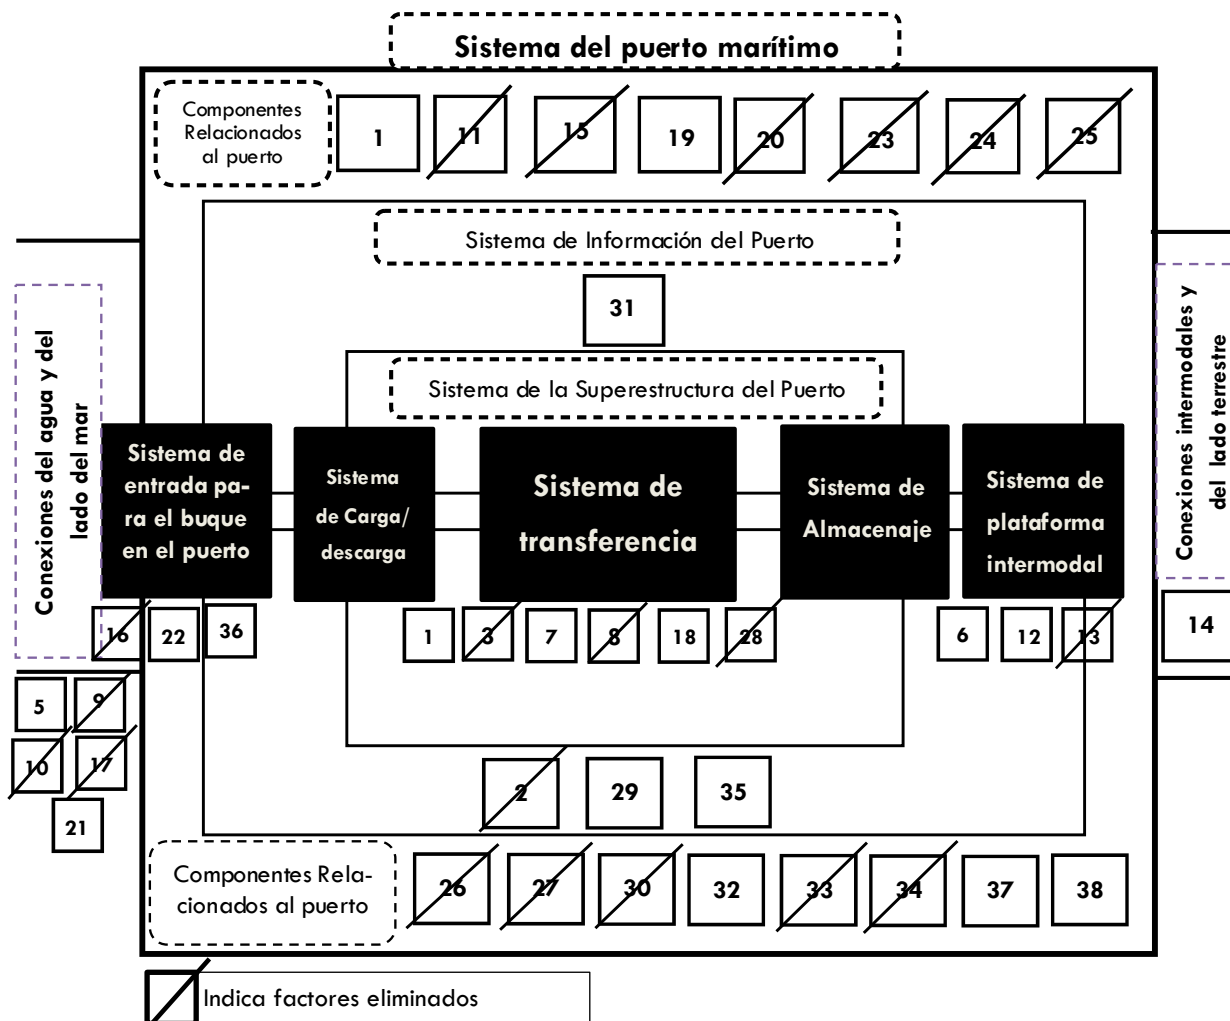 Sistema del puerto marítimo
Componentes
Relacionados
al puerto
1
11
15
19
20
23
24
25
Sistema de Información del Puerto
31
Sistema de la Superestructura del Puerto
Conexiones del agua y del
lado del mar
Sistema de
entrada pa-
ra el buque
en el puerto
Sistema
de Carga/
descarga
Sistema de
transferencia
Sistema de
Almacenaje
Sistema de
plataforma
intermodal
Conexiones intermodales y
del lado terrestre
16
22
36
1
3
7
8
18
28
6
12
13
14
5
9
10
17
21
2
29
35
Componentes Rela-
cionados al puerto
26
27
30
32
33
34
37
38
Indica factores eliminados